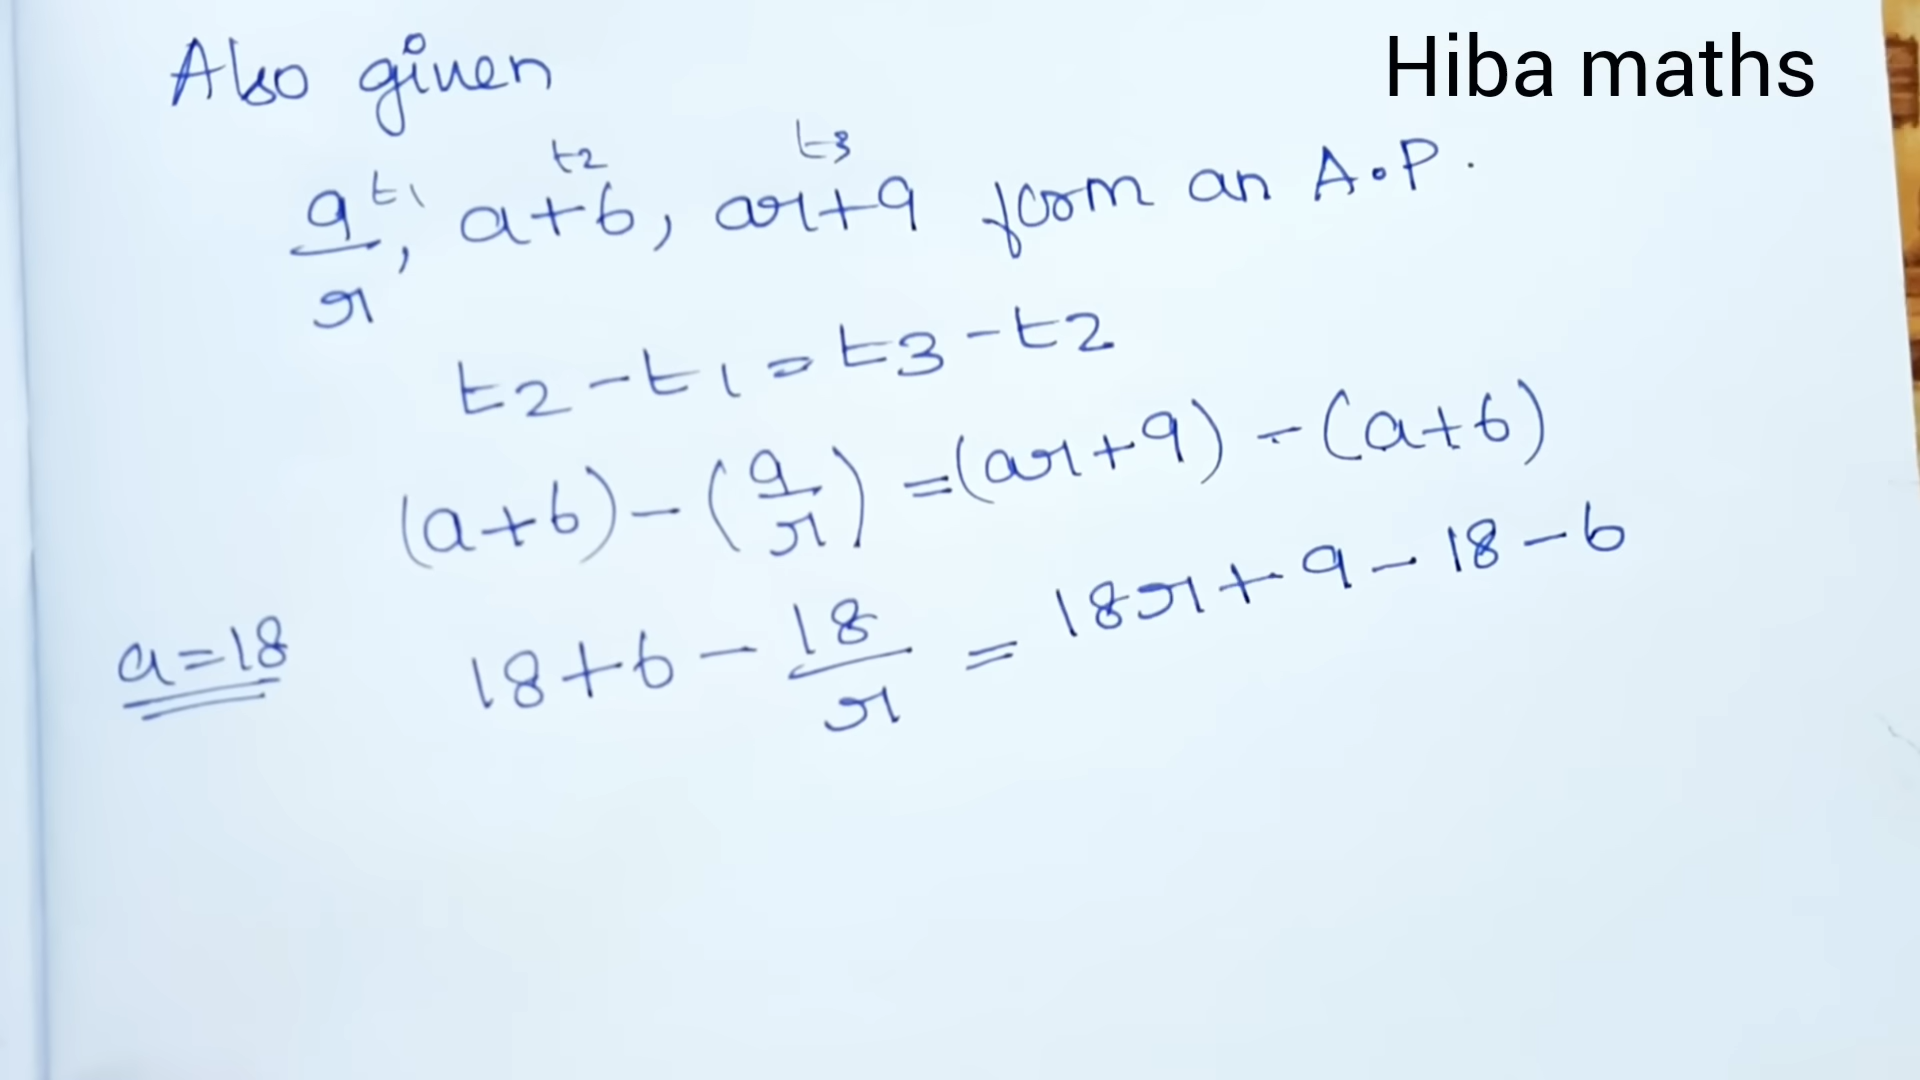 Also given
Hiba maths
a/r, a+6, ar+9 form an A.P.
t1 t2 t3
t2 - t1 = t3 - t2
(a+6) - (a/r) = (ar+9) - (a+6)
a=18
18+6 - 18/r = 18r+9-18-6